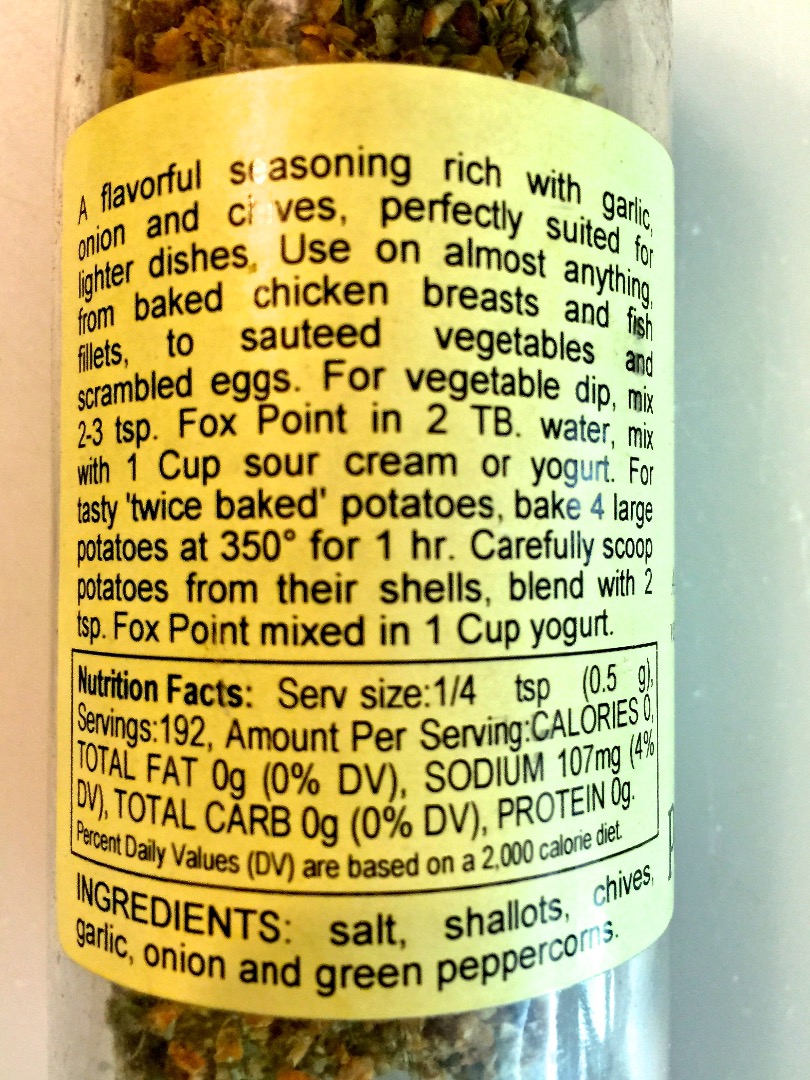 A flavorful seasoning rich with garlic,
onion and chives, perfectly suited for
lighter dishes. Use on almost anything,
from baked chicken breasts and fish
fillets, to sauteed vegetables and
scrambled eggs. For vegetable dip, mix
2-3 tsp. Fox Point in 2 TB. water, mix
with 1 Cup sour cream or yogurt. For
tasty 'twice baked' potatoes, bake 4 large
potatoes at 350° for 1 hr. Carefully scoop
potatoes from their shells, blend with 2
tsp. Fox Point mixed in 1 Cup yogurt.
Nutrition Facts: Serv size:1/4 tsp (0.5 g),
Servings:192, Amount Per Serving:CALORIES 0,
TOTAL FAT 0g (0% DV), SODIUM 107mg (4%
DV), TOTAL CARB 0g (0% DV), PROTEIN 0g.
Percent Daily Values (DV) are based on a 2,000 calorie diet.
INGREDIENTS: salt, shallots, chives,
garlic, onion and green peppercorns.